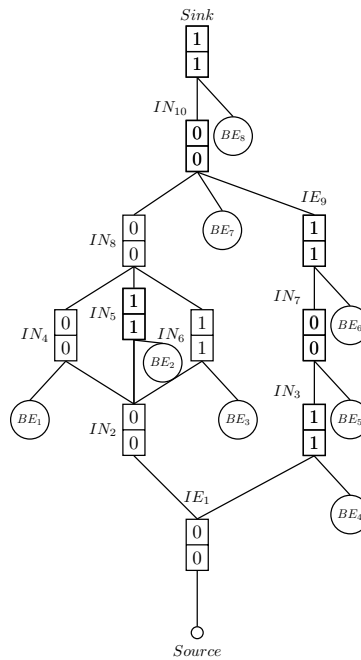 Sink
1
1
IN10
0
0
BE8
IE9
IN8
0
0
BE7
1
1
IN5
1
1
IN7
IN4
0
0
IN6
1
1
0
0
BE6
BE2
IN3
BE1
IN2
0
0
BE3
1
1
BE5
IE1
0
0
BE4
Source